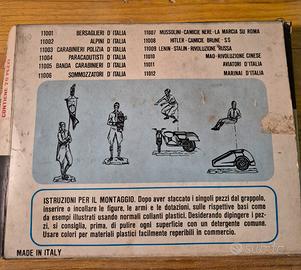 11001 BERSAGLIERI D'ITALIA
11002 ALPINI D'ITALIA
11003 CARABINIERI POLIZIA D'ITALIA
11004 PARACADUTISTI D'ITALIA
11005 BANDA CARABINIERI D'ITALIA
11006 SOMMOZZATORI D'ITALIA
11007 MUSSOLINI-CAMICIE NERE-LA MARCIA SU ROMA
11008 HITLER-CAMICIE BRUNE-SS
11009 LENIN-STALIN-RIVOLUZIONE RUSSA
11010 MAO-RIVOLUZIONE CINESE
11011 AVIATORI D'ITALIA
11012 MARINAI D'ITALIA
CONTIENE 70 PEZZI
ISTRUZIONI PER IL MONTAGGIO. Dopo aver staccato i singoli pezzi dal grappolo,
inserire o incollare le figure, le armi e le dotazioni, sulle rispettive basi come
da esempi illustrati usando normali collanti plastici. Desiderando dipingere i pez-
zi, si consiglia, prima, di pulire ogni superficie con un detergente domestico.
Usare colori per materiali plastici facilmente reperibili in commercio.
MADE IN ITALY
subito